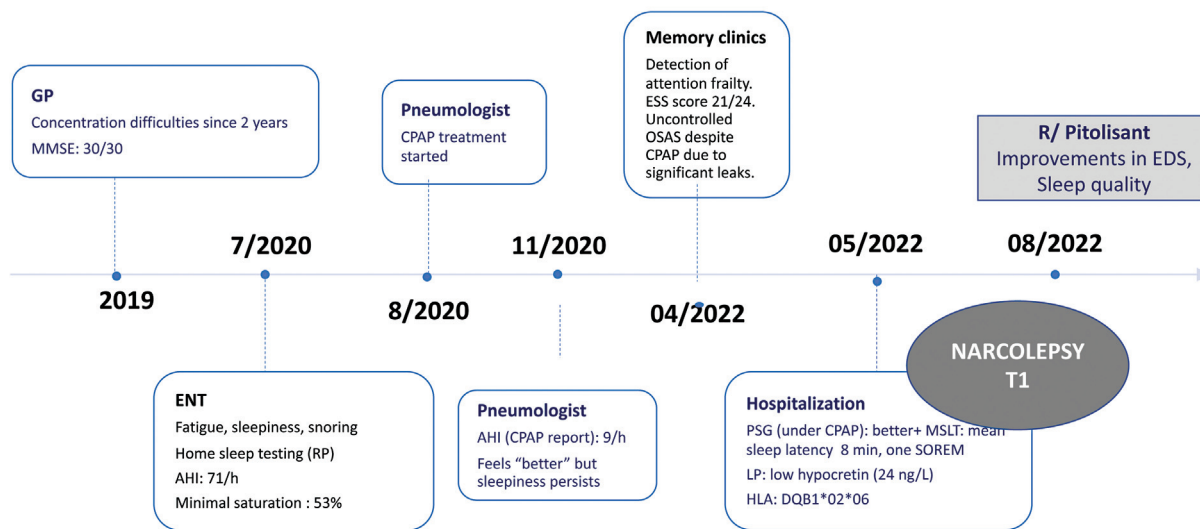 GP
Concentration difficulties since 2 years
MMSE: 30/30
Pneumologist
CPAP treatment
started
Memory clinics
Detection of
attention frailty.
ESS score 21/24.
Uncontrolled
OSAS despite
CPAP due to
significant leaks.
R/ Pitolisant
Improvements in EDS,
Sleep quality
7/2020
11/2020
05/2022
08/2022
2019
8/2020
04/2022
ENT
Fatigue, sleepiness, snoring
Home sleep testing (RP)
AHI: 71/h
Minimal saturation : 53%
Pneumologist
AHI (CPAP report): 9/h
Feels “better” but
sleepiness persists
Hospitalization
PSG (under CPAP): better+ MSLT: mean
sleep latency 8 min, one SOREM
LP: low hypocretin (24 ng/L)
HLA: DQB1*02*06
NARCOLEPSY
T1